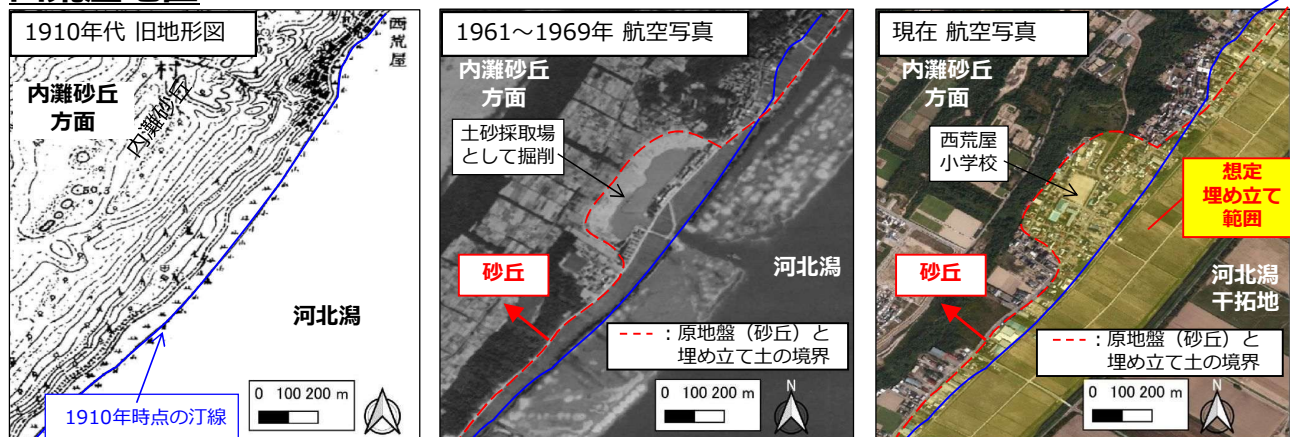 1910年代 旧地形図
西荒屋
村
内灘砂丘
方面
内灘砂丘
50.3
河北潟
1910年時点の汀線
0 100 200 m
1961～1969年 航空写真
内灘砂丘
方面
土砂採取場
として掘削
砂丘
河北潟
：原地盤（砂丘）と
埋め立て土の境界
0 100 200 m
N
現在 航空写真
内灘砂丘
方面
西荒屋
小学校
想定
埋め立て
範囲
砂丘
河北潟
干拓地
：原地盤（砂丘）と
埋め立て土の境界
0 100 200 m
N